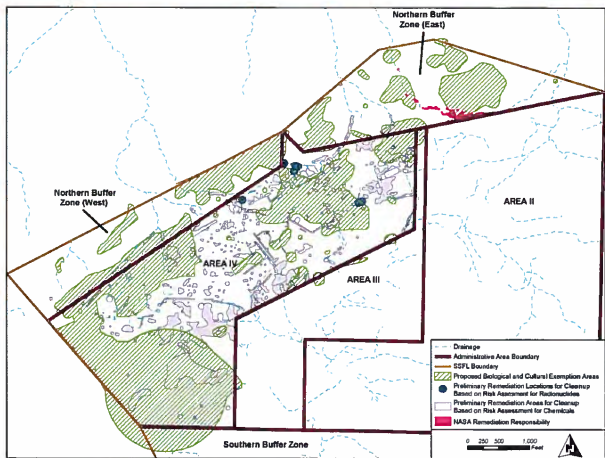 Northern Buffer
Zone (East)
Northern Buffer
Zone (West)
AREA II
AREA IV
AREA III
Southern Buffer Zone
Drainage
Administrative Area Boundary
SSFL Boundary
Proposed Biological and Cultural Exemption Areas
Preliminary Remediation Locations for Cleanup
Based on Risk Assessment for Radionuclides
Preliminary Remediation Areas for Cleanup
Based on Risk Assessment for Chemicals
NASA Remediation Responsibility
0 250 500 1,000
Feet